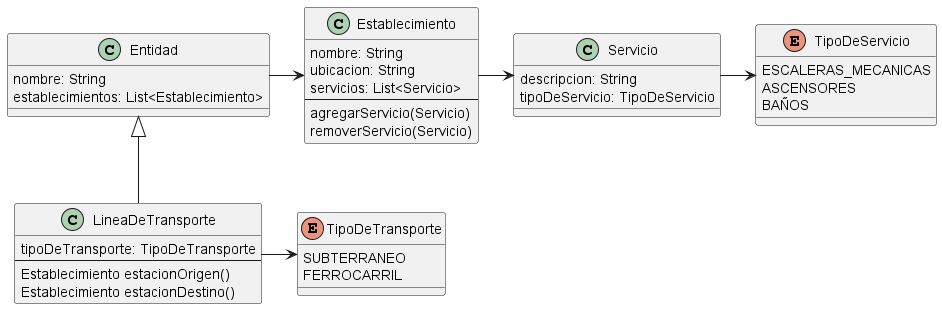 C Entidad
nombre: String
establecimientos: List<Establecimiento>
C Establecimiento
nombre: String
ubicacion: String
servicios: List<Servicio>
agregarServicio(Servicio)
removerServicio(Servicio)
C Servicio
descripcion: String
tipoDeServicio: TipoDeServicio
E TipoDeServicio
ESCALERAS_MECANICAS
ASCENSORES
BAÑOS
C LineaDeTransporte
tipoDeTransporte: TipoDeTransporte
Establecimiento estacionOrigen()
Establecimiento estacionDestino()
E TipoDeTransporte
SUBTERRANEO
FERROCARRIL